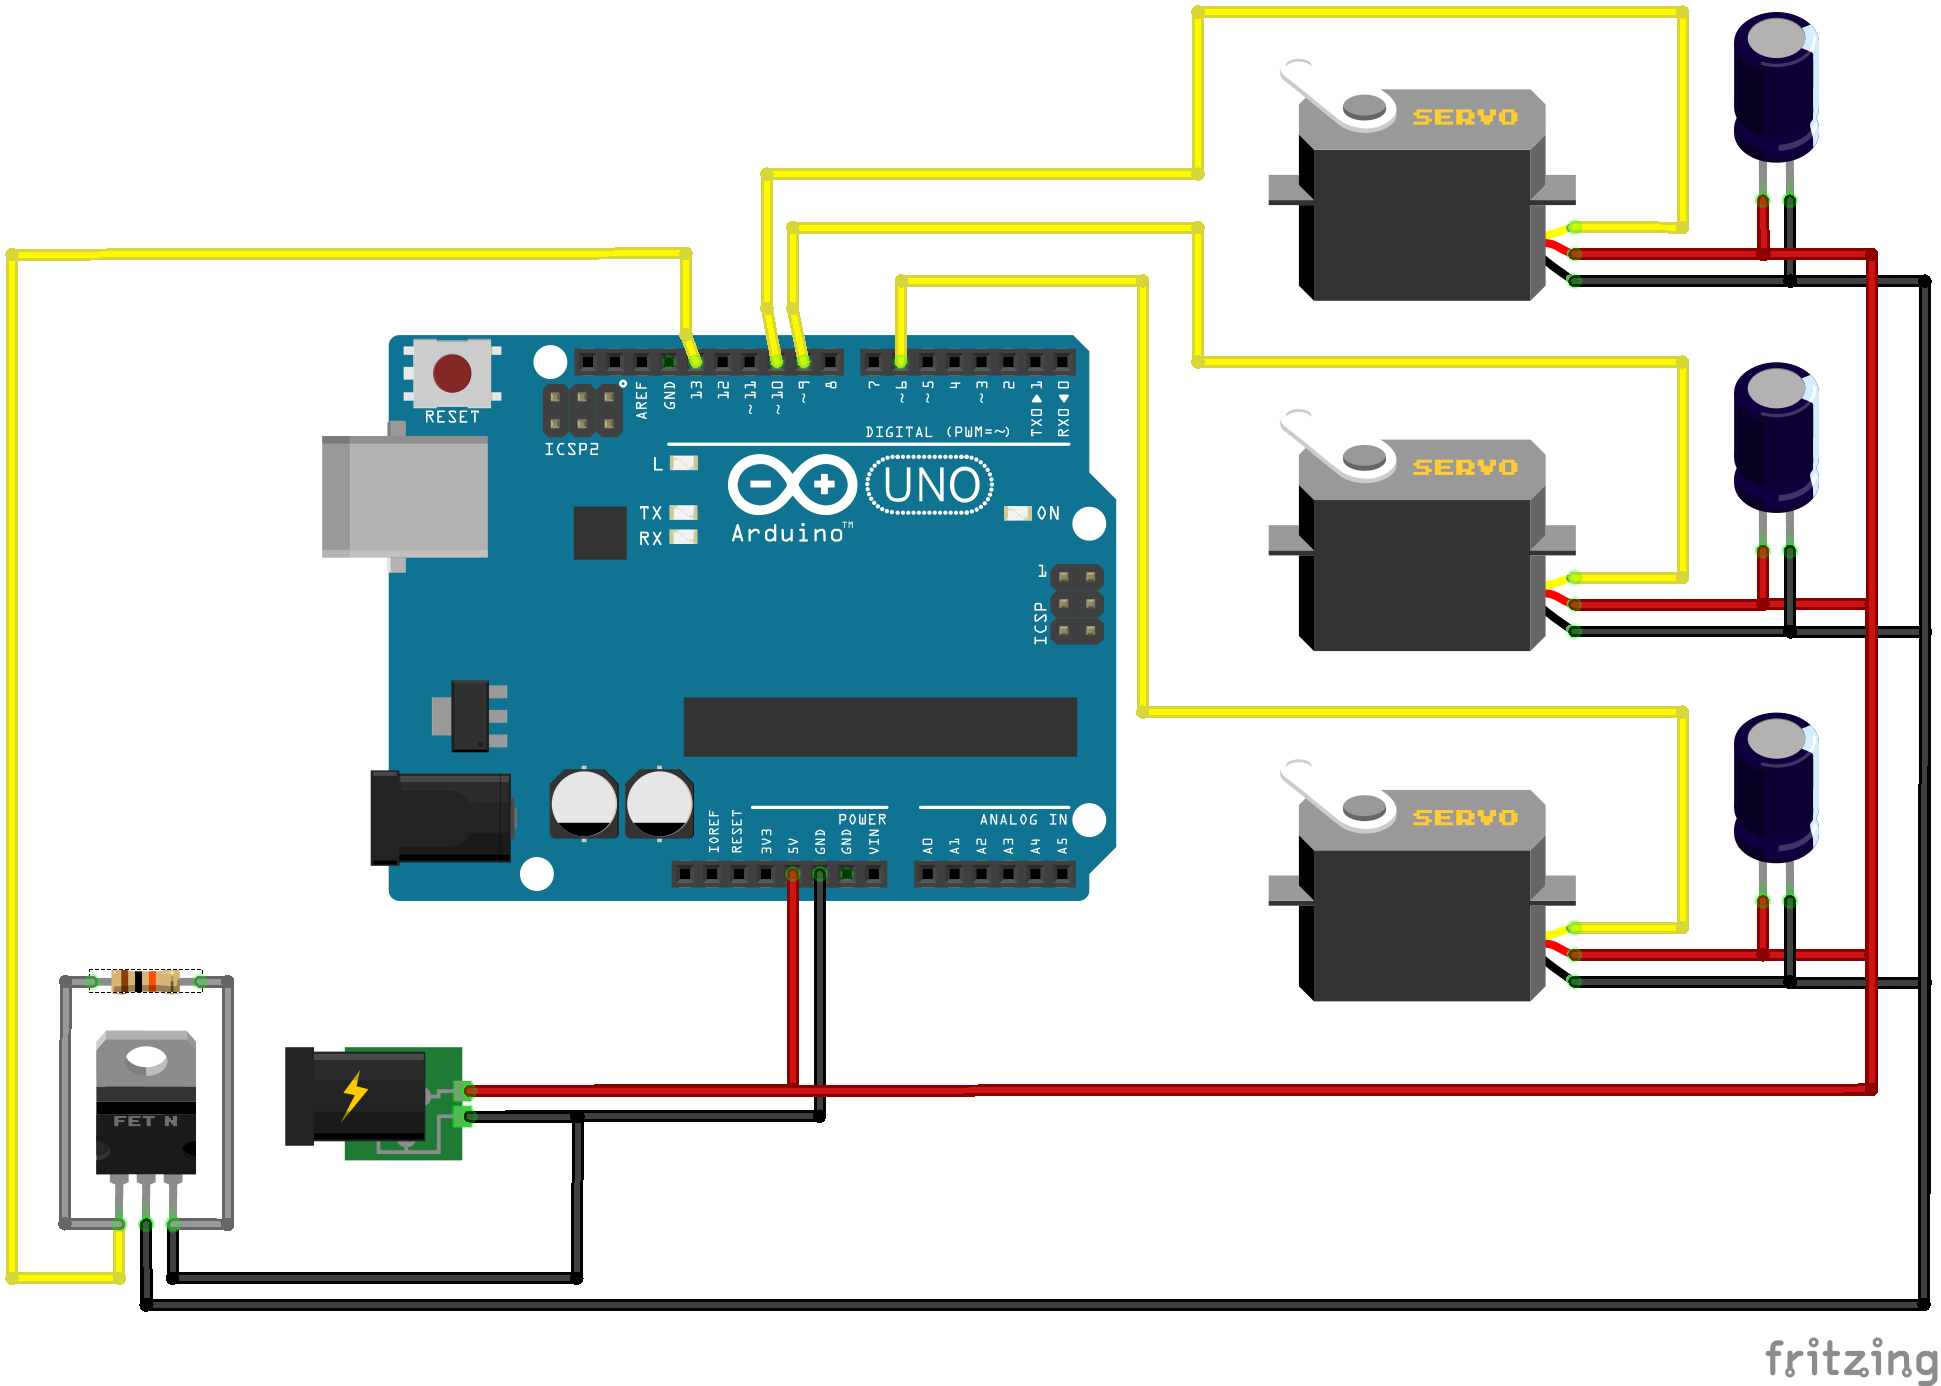 SERVO
RESET
ICSP2
AREF
GND
13
12
~11
~10
~9
8
7
~6
~5
4
~3
2
TX0▶1
RX0◀0
DIGITAL (PWM=~)
L
TX
RX
Arduino™
UNO
ON
1
ICSP
SERVO
SERVO
POWER
ANALOG IN
IOREF
RESET
3V3
5V
GND
GND
VIN
A0
A1
A2
A3
A4
A5
FET N
fritzing